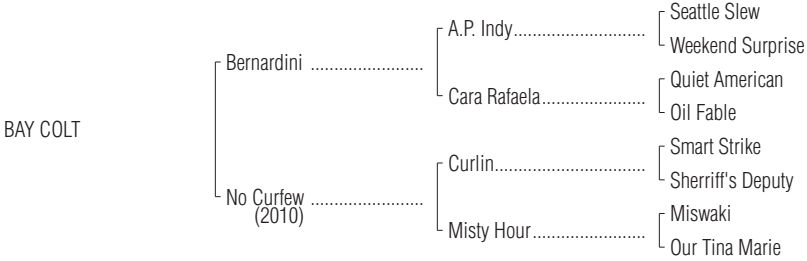 Seattle Slew
A.P. Indy..............................
Weekend Surprise
Bernardini .........................
Quiet American
Cara Rafaela.......................
Oil Fable
BAY COLT
Smart Strike
Curlin..................................
Sherriff's Deputy
No Curfew .........................
(2010)
Miswaki
Misty Hour.........................
Our Tina Marie